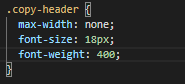 .copy-header {
  max-width: none;
  font-size: 18px;
  font-weight: 400;
}